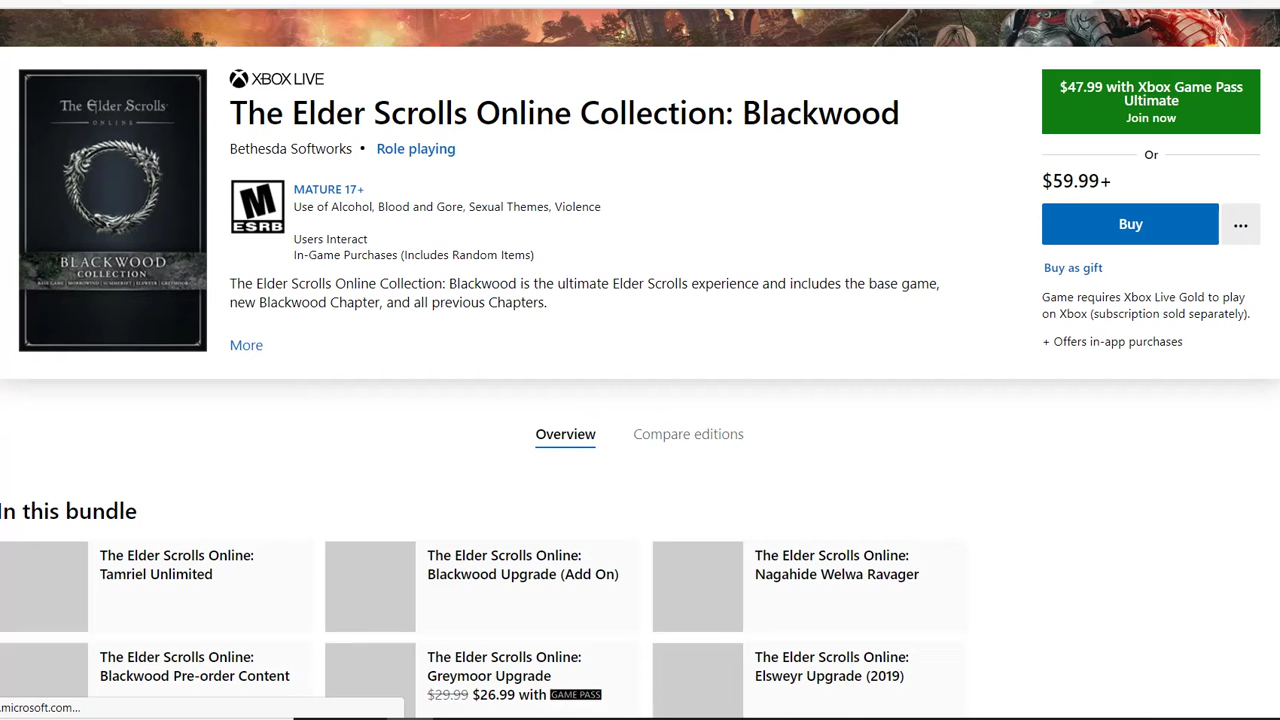 XBOX LIVE
The Elder Scrolls Online Collection: Blackwood
Bethesda Softworks • Role playing
The Elder Scrolls
ONLINE
BLACKWOOD
COLLECTION
BASE GAME | MORROWIND | SUMMERSET | ELSWEYR | GREYMOOR
M
ESRB
MATURE 17+
Use of Alcohol, Blood and Gore, Sexual Themes, Violence
Users Interact
In-Game Purchases (Includes Random Items)
The Elder Scrolls Online Collection: Blackwood is the ultimate Elder Scrolls experience and includes the base game,
new Blackwood Chapter, and all previous Chapters.
More
$47.99 with Xbox Game Pass
Ultimate
Join now
Or
$59.99+
Buy
...
Buy as gift
Game requires Xbox Live Gold to play
on Xbox (subscription sold separately).
+ Offers in-app purchases
Overview
Compare editions
In this bundle
The Elder Scrolls Online:
Tamriel Unlimited
The Elder Scrolls Online:
Blackwood Upgrade (Add On)
The Elder Scrolls Online:
Nagahide Welwa Ravager
The Elder Scrolls Online:
Blackwood Pre-order Content
The Elder Scrolls Online:
Greymoor Upgrade
$29.99 $26.99 with GAME PASS
The Elder Scrolls Online:
Elsweyr Upgrade (2019)
.microsoft.com...